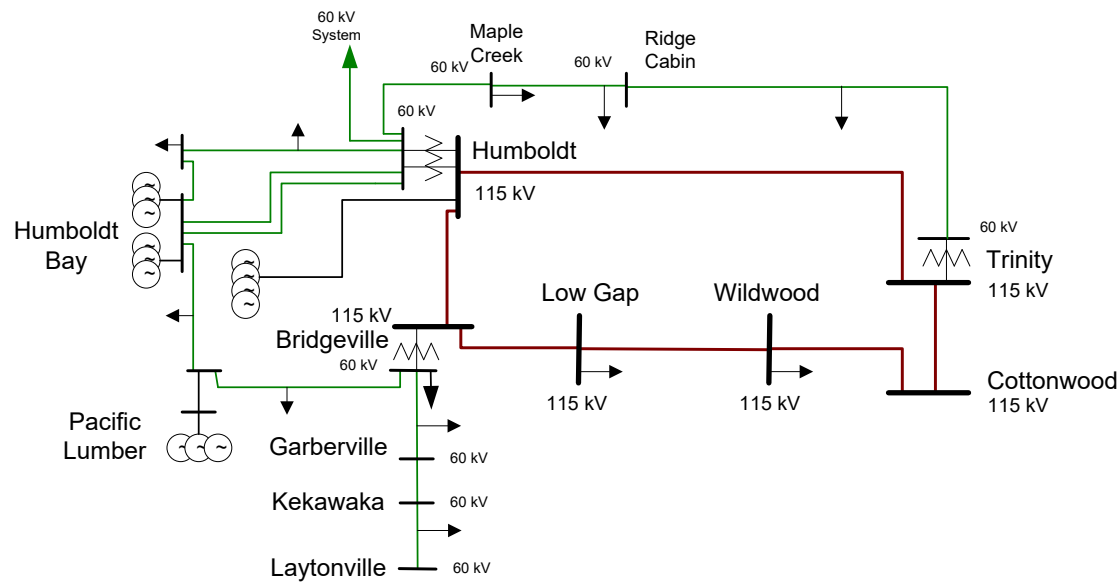 60 kV
System
Maple
Creek
Ridge
Cabin
60 kV
60 kV
60 kV
Humboldt
115 kV
Humboldt
Bay
~
~
~
~
~
~
~
~
~
~
60 kV
Trinity
115 kV
Low Gap
Wildwood
115 kV
Bridgeville
60 kV
115 kV
115 kV
Cottonwood
115 kV
Pacific
Lumber
~ ~ ~
Garberville
60 kV
Kekawaka
60 kV
Laytonville
60 kV